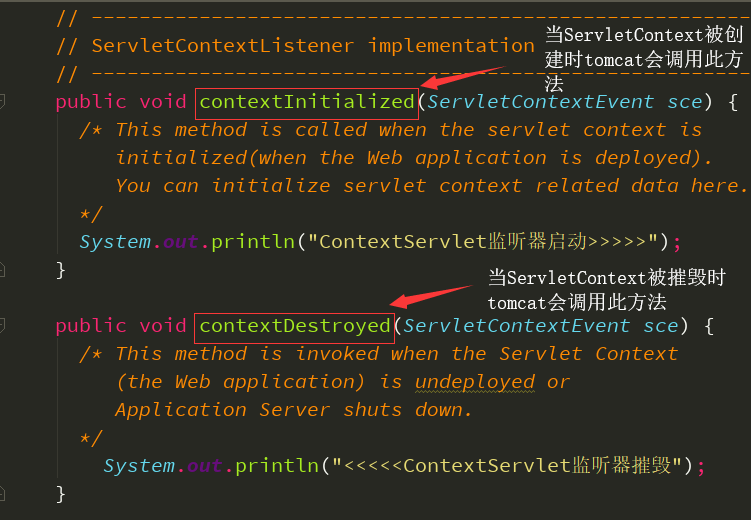 // -------------------------------------------------------
// ServletContextListener implementation
// -------------------------------------------------------
当ServletContext被创
建时tomcat会调用此方
法
public void contextInitialized(ServletContextEvent sce) {
/* This method is called when the servlet context is
initialized(when the Web application is deployed).
You can initialize servlet context related data here.
*/
System.out.println("ContextServlet监听器启动>>>>>");
}
当ServletContext被摧毁时
tomcat会调用此方法
public void contextDestroyed(ServletContextEvent sce) {
/* This method is invoked when the Servlet Context
(the Web application) is undeployed or
Application Server shuts down.
*/
System.out.println("<<<<<ContextServlet监听器摧毁");
}